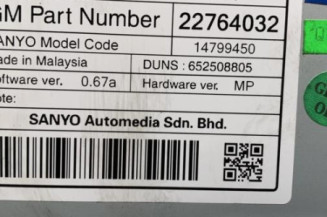 GM Part Number 22764032
SANYO Model Code 14799450
Made in Malaysia DUNS : 652508805
Software ver. 0.67a Hardware ver. MP
Note:
SANYO Automedia Sdn. Bhd.